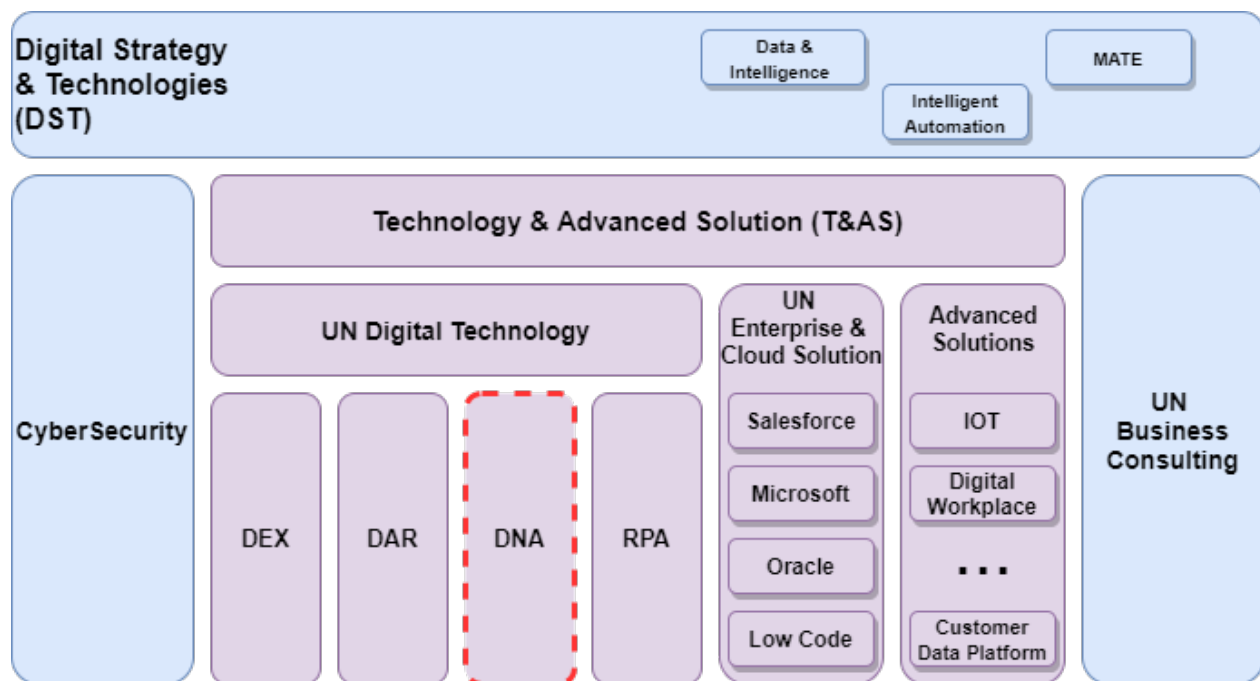 Digital Strategy
& Technologies
(DST)
Data &
Intelligence
Intelligent
Automation
MATE
CyberSecurity
Technology & Advanced Solution (T&AS)
UN Digital Technology
DEX
DAR
DNA
RPA
UN
Enterprise &
Cloud Solution
Salesforce
Microsoft
Oracle
Low Code
Advanced
Solutions
IOT
Digital
Workplace
...
Customer
Data Platform
UN
Business
Consulting